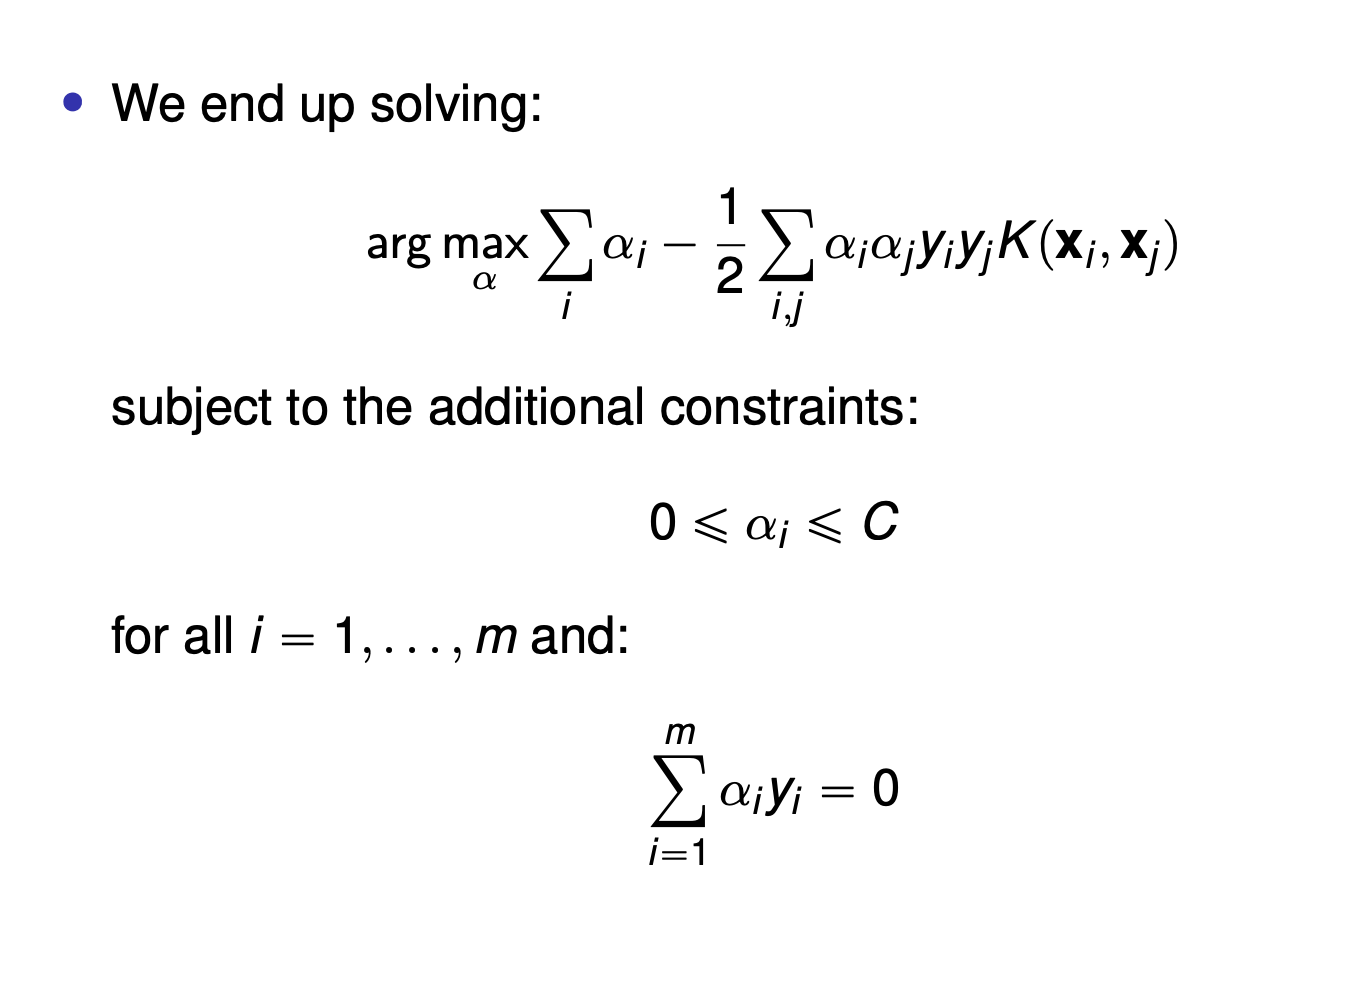 • We end up solving:
arg max_α ∑_i α_i − 1/2 ∑_{i,j} α_i α_j y_i y_j K(𝐱_i, 𝐱_j)
subject to the additional constraints:
0 ⩽ α_i ⩽ C
for all i = 1, . . . , m and:
∑_{i=1}^m α_i y_i = 0